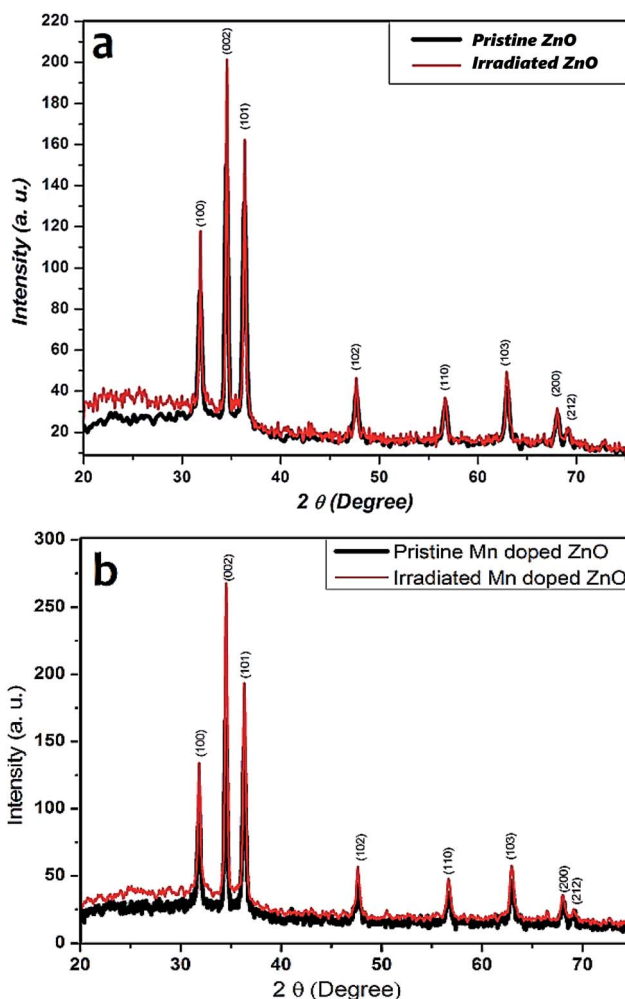 a
Pristine ZnO
Irradiated ZnO
(100)
(002)
(101)
(102)
(110)
(103)
(200)
(212)
Intensity (a. u.)
220
200
180
160
140
120
100
80
60
40
20
20 30 40 50 60 70
2 θ (Degree)
b
Pristine Mn doped ZnO
Irradiated Mn doped ZnO
(100)
(002)
(101)
(102)
(110)
(103)
(200)
(212)
Intensity (a. u.)
300
250
200
150
100
50
0
20 30 40 50 60 70
2 θ (Degree)